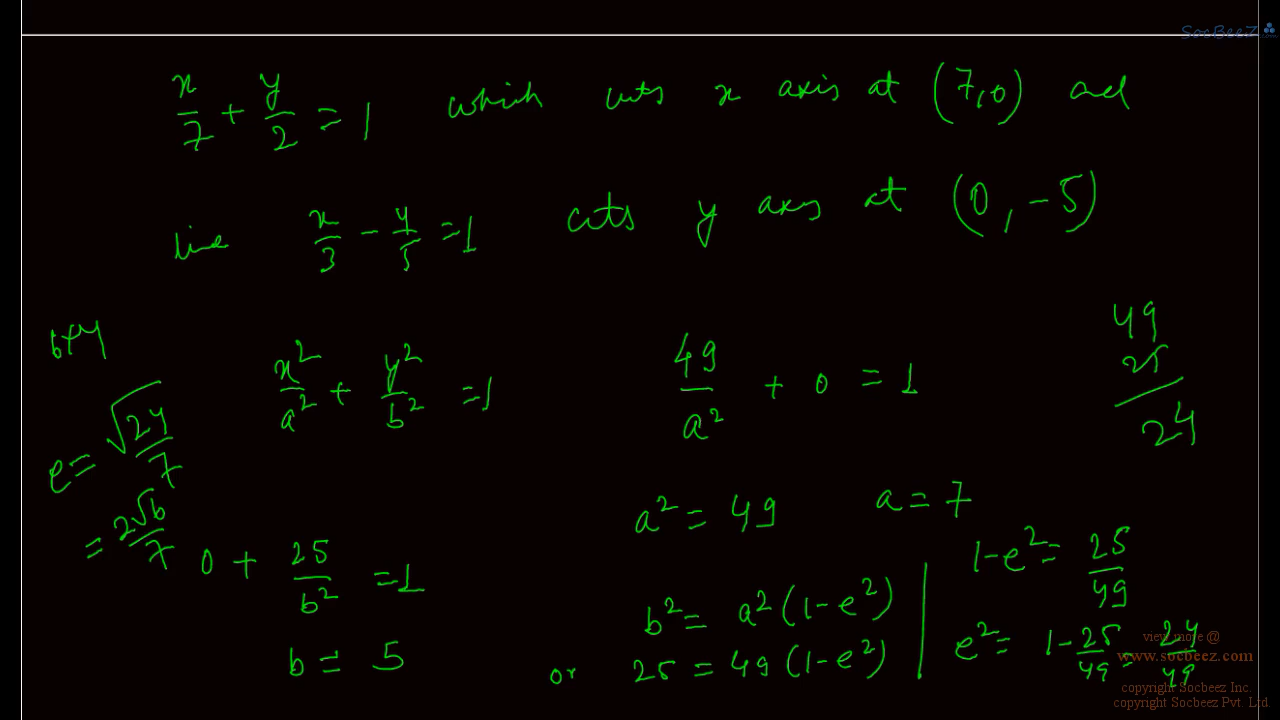 SocBeeZ .com
x/7 + y/2 = 1 which cuts x axis at (7,0) and
line x/3 - y/5 = 1 cuts y axis at (0, -5)
6×4
x²/a² + y²/b² = 1
49/a² + 0 = 1
49
25
24
e = √24/7
= 2√6/7
a² = 49 a = 7
0 + 25/b² = 1
b = 5
b² = a²(1-e²)
or 25 = 49(1-e²)
1-e² = 25/49
e² = 1-25/49 = 24/49
view more @
www.socbeez.com
copyright Socbeez Inc.
copyright Socbeez Pvt. Ltd.